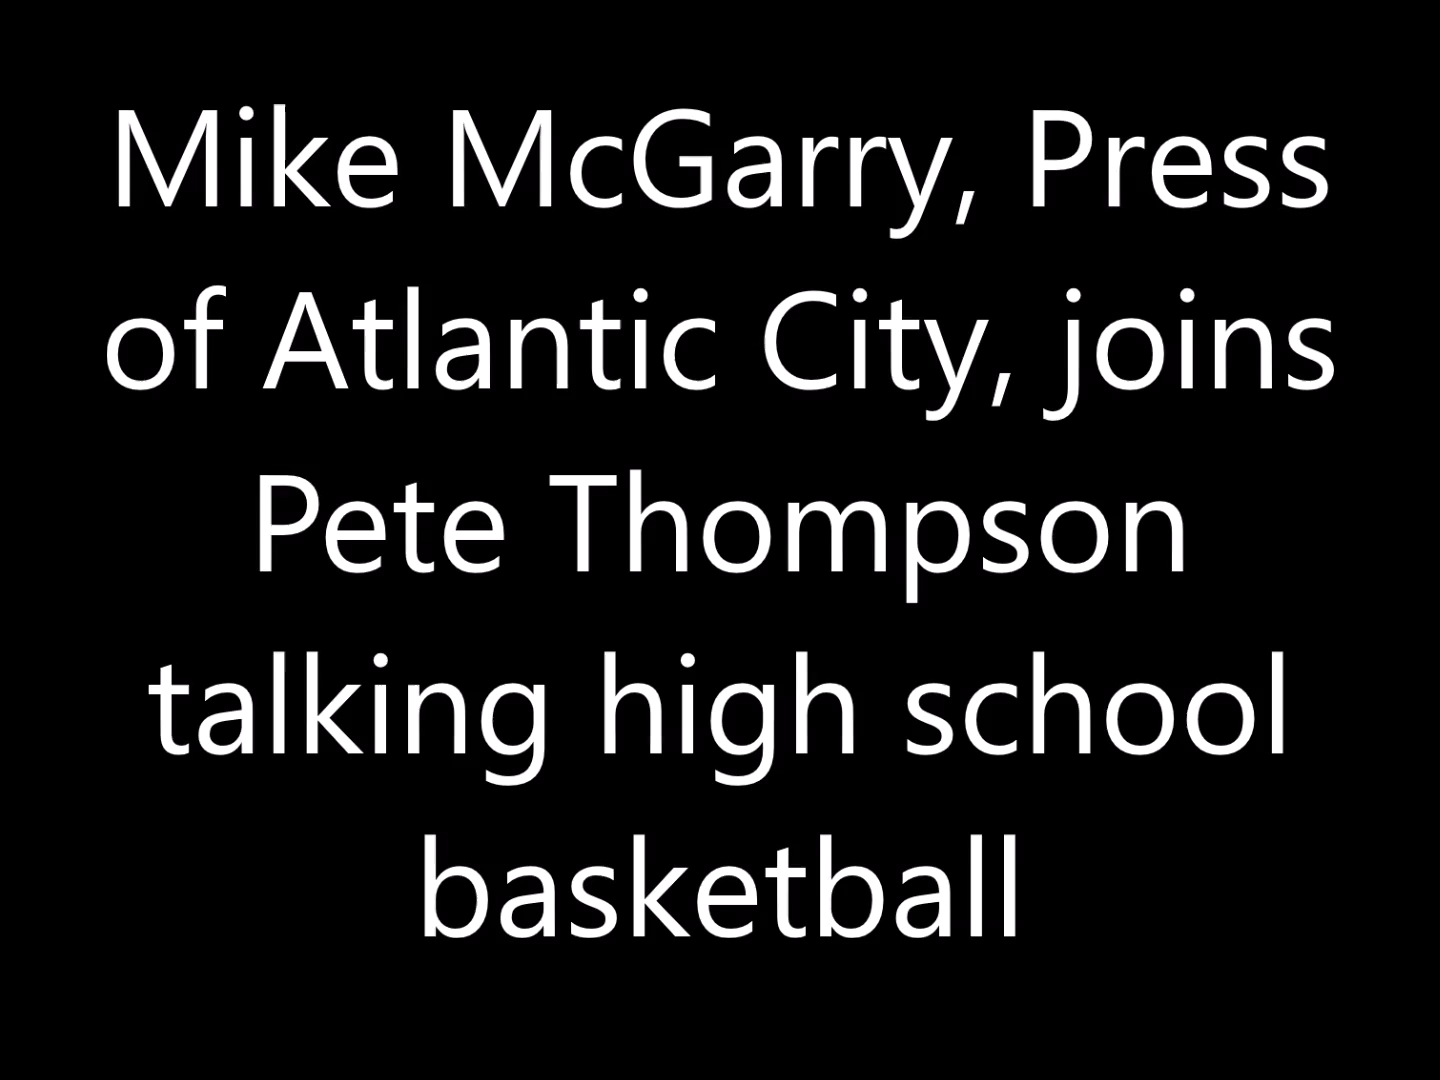 Mike McGarry, Press
of Atlantic City, joins
Pete Thompson
talking high school
basketball